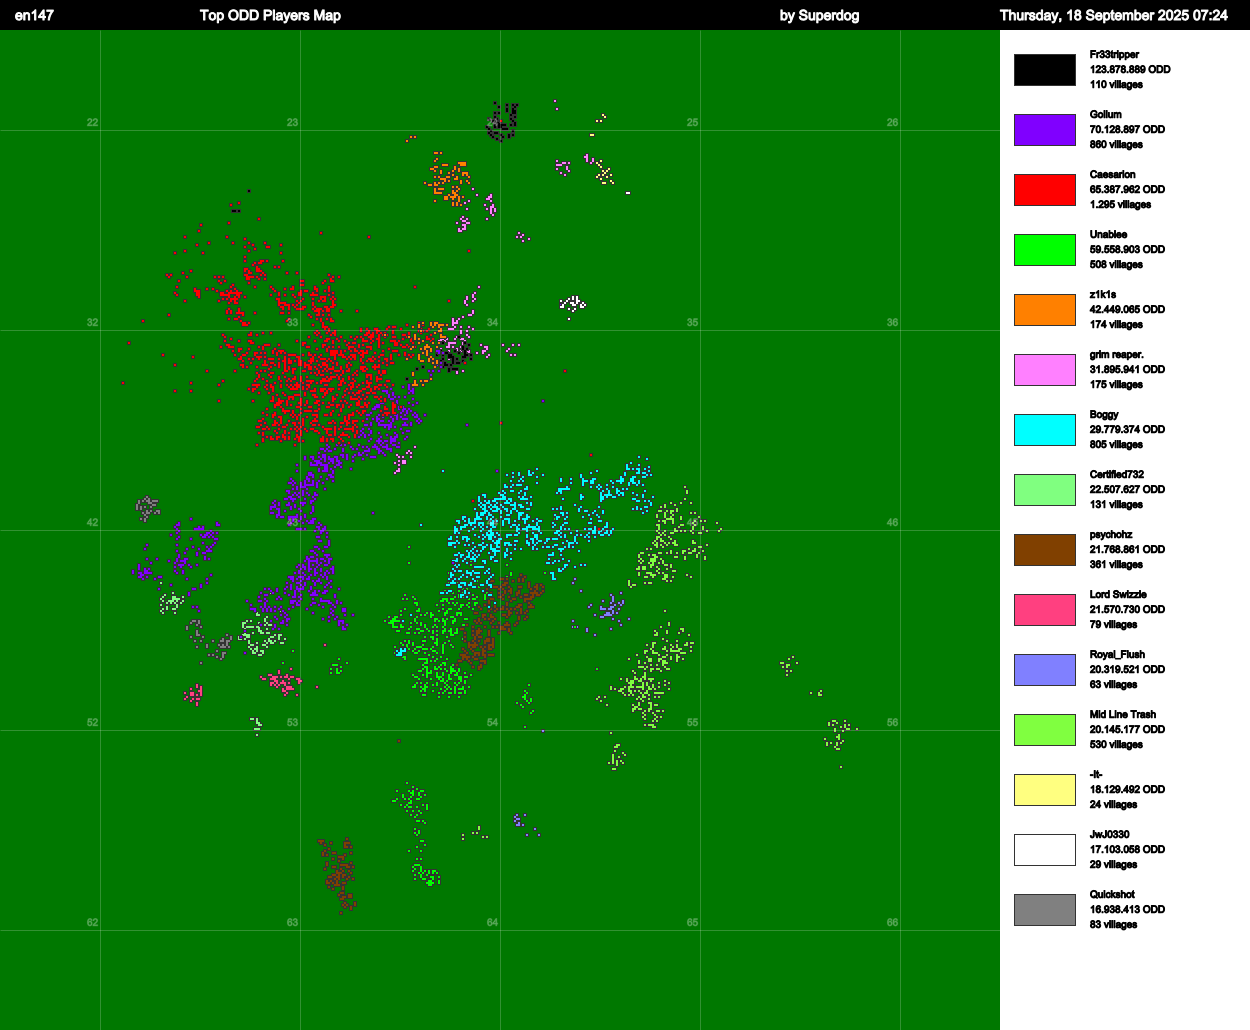 en147 Top ODD Players Map by Superdog Thursday, 18 September 2025 07:24
Fr33tripper
123.878.889 ODD
110 villages
Gollum
70.128.897 ODD
860 villages
22 23 25
Caesarion
65.387.962 ODD
1.295 villages
Unablee
59.558.903 ODD
508 villages
z1k1s
42.449.065 ODD
174 villages
32 33 34 35 36
grim reaper.
31.895.941 ODD
175 villages
Boggy
29.779.374 ODD
805 villages
Certified732
22.507.627 ODD
131 villages
42 43 44 45 46
psychohz
21.768.861 ODD
361 villages
Lord Swizzle
21.570.730 ODD
79 villages
Royal_Flush
20.319.521 ODD
63 villages
Mid Line Trash
20.145.177 ODD
530 villages
52 53 54 55 56
-lt-
18.129.492 ODD
24 villages
JwJ0330
17.103.058 ODD
29 villages
Quickshot
16.938.413 ODD
83 villages
62 63 64 65 66